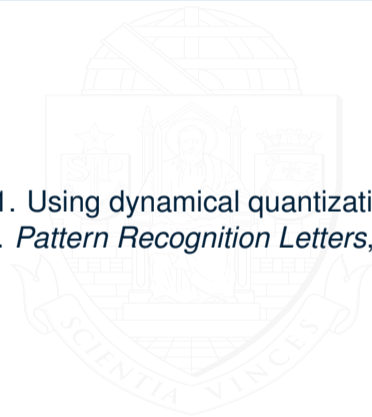 S P
1. Using dynamical quantizati
. Pattern Recognition Letters,
SCIENTIA VINCES